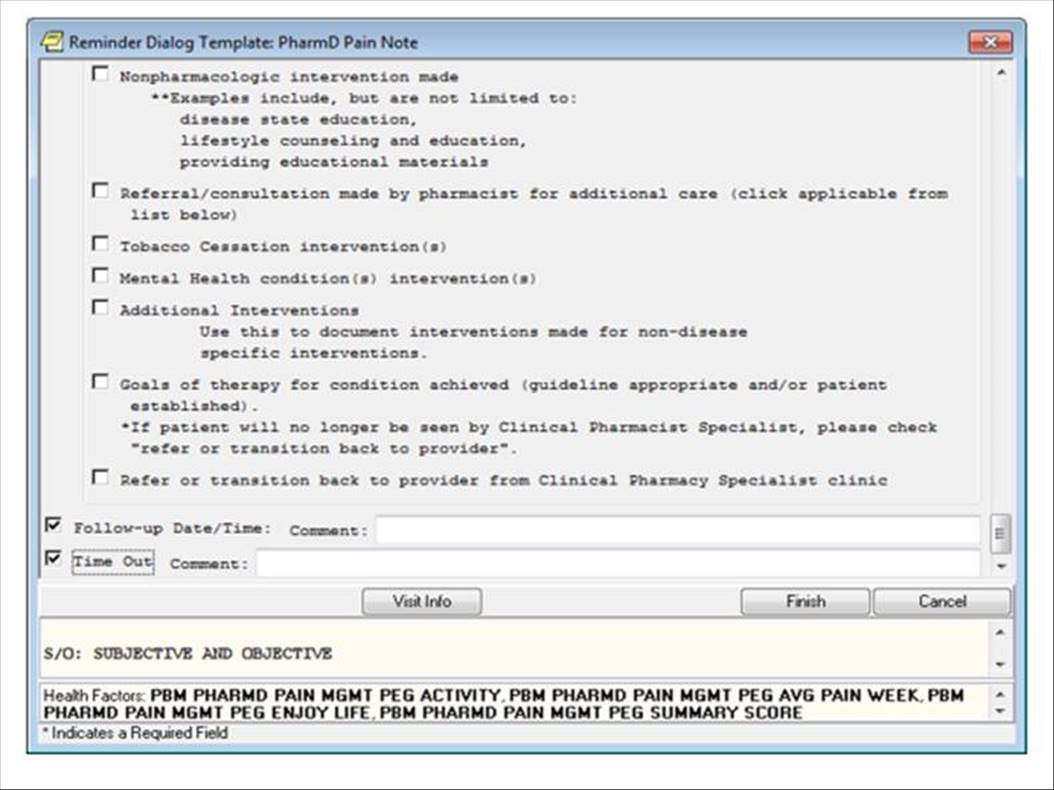 Reminder Dialog Template: PharmD Pain Note
Nonpharmacologic intervention made
**Examples include, but are not limited to:
disease state education,
lifestyle counseling and education,
providing educational materials
Referral/consultation made by pharmacist for additional care (click applicable from
list below)
Tobacco Cessation intervention(s)
Mental Health condition(s) intervention(s)
Additional Interventions
Use this to document interventions made for non-disease
specific interventions.
Goals of therapy for condition achieved (guideline appropriate and/or patient
established).
*If patient will no longer be seen by Clinical Pharmacist Specialist, please check
"refer or transition back to provider".
Refer or transition back to provider from Clinical Pharmacy Specialist clinic
Follow-up Date/Time: Comment:
Time Out Comment:
Visit Info Finish Cancel
S/O: SUBJECTIVE AND OBJECTIVE
Health Factors: PBM PHARMD PAIN MGMT PEG ACTIVITY, PBM PHARMD PAIN MGMT PEG AVG PAIN WEEK, PBM
PHARMD PAIN MGMT PEG ENJOY LIFE, PBM PHARMD PAIN MGMT PEG SUMMARY SCORE
* Indicates a Required Field